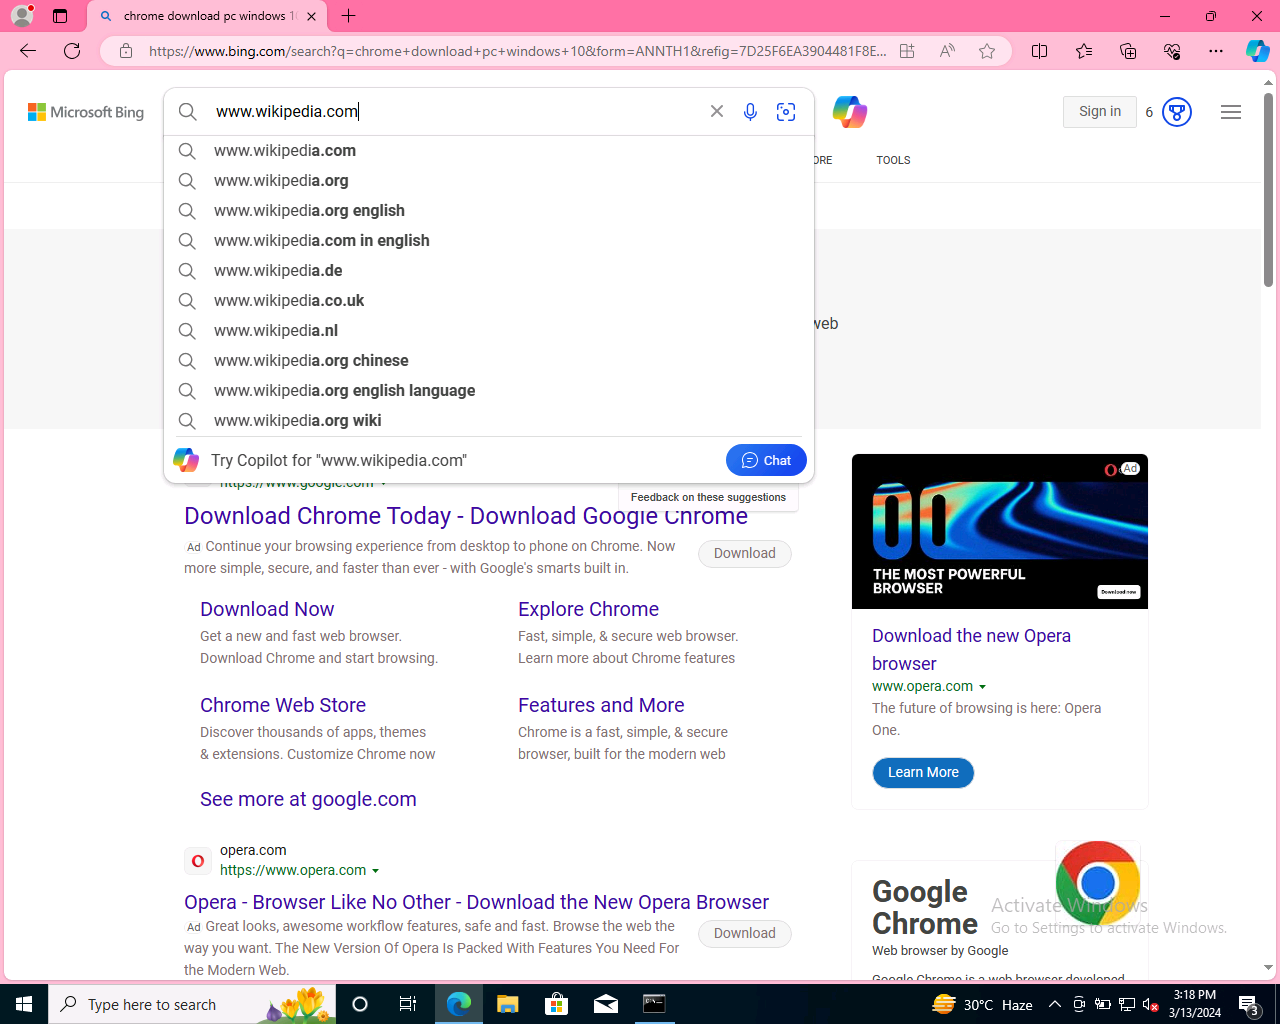 chrome download pc windows 10
https://www.bing.com/search?q=chrome+download+pc+windows+10&form=ANNTH1&refig=7D25F6EA3904481F8E...
Microsoft Bing
www.wikipedia.com
Sign in
6
ORE
TOOLS
www.wikipedia.com
www.wikipedia.org
www.wikipedia.org english
www.wikipedia.com in english
www.wikipedia.de
www.wikipedia.co.uk
www.wikipedia.nl
www.wikipedia.org chinese
www.wikipedia.org english language
www.wikipedia.org wiki
Try Copilot for "www.wikipedia.com"
Chat
web
Feedback on these suggestions
https://www.google.com
Download Chrome Today - Download Google Chrome
Ad Continue your browsing experience from desktop to phone on Chrome. Now
more simple, secure, and faster than ever - with Google's smarts built in.
Download
Download Now
Get a new and fast web browser.
Download Chrome and start browsing.
Explore Chrome
Fast, simple, & secure web browser.
Learn more about Chrome features
Chrome Web Store
Discover thousands of apps, themes
& extensions. Customize Chrome now
Features and More
Chrome is a fast, simple, & secure
browser, built for the modern web
See more at google.com
opera.com
https://www.opera.com
Opera - Browser Like No Other - Download the New Opera Browser
Ad Great looks, awesome workflow features, safe and fast. Browse the web the
way you want. The New Version Of Opera Is Packed With Features You Need For
the Modern Web.
Download
Ad
THE MOST POWERFUL
BROWSER
Download now
Download the new Opera
browser
www.opera.com
The future of browsing is here: Opera
One.
Learn More
Google
Chrome
Web browser by Google
Google Chrome is a web browser developed
Activate Windows
Go to Settings to activate Windows.
Type here to search
30°C Haze
3:18 PM
3/13/2024
3